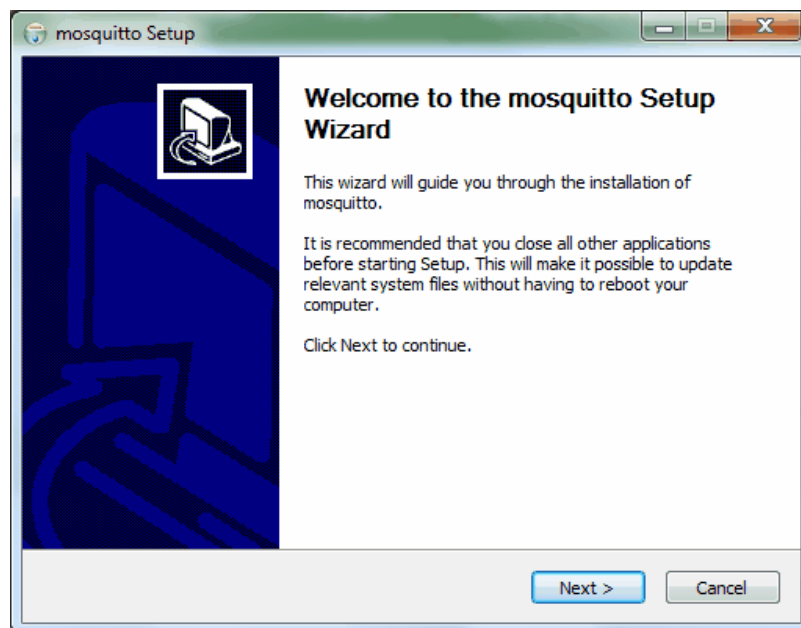 mosquitto Setup
Welcome to the mosquitto Setup
Wizard
This wizard will guide you through the installation of
mosquitto.
It is recommended that you close all other applications
before starting Setup. This will make it possible to update
relevant system files without having to reboot your
computer.
Click Next to continue.
Next >
Cancel